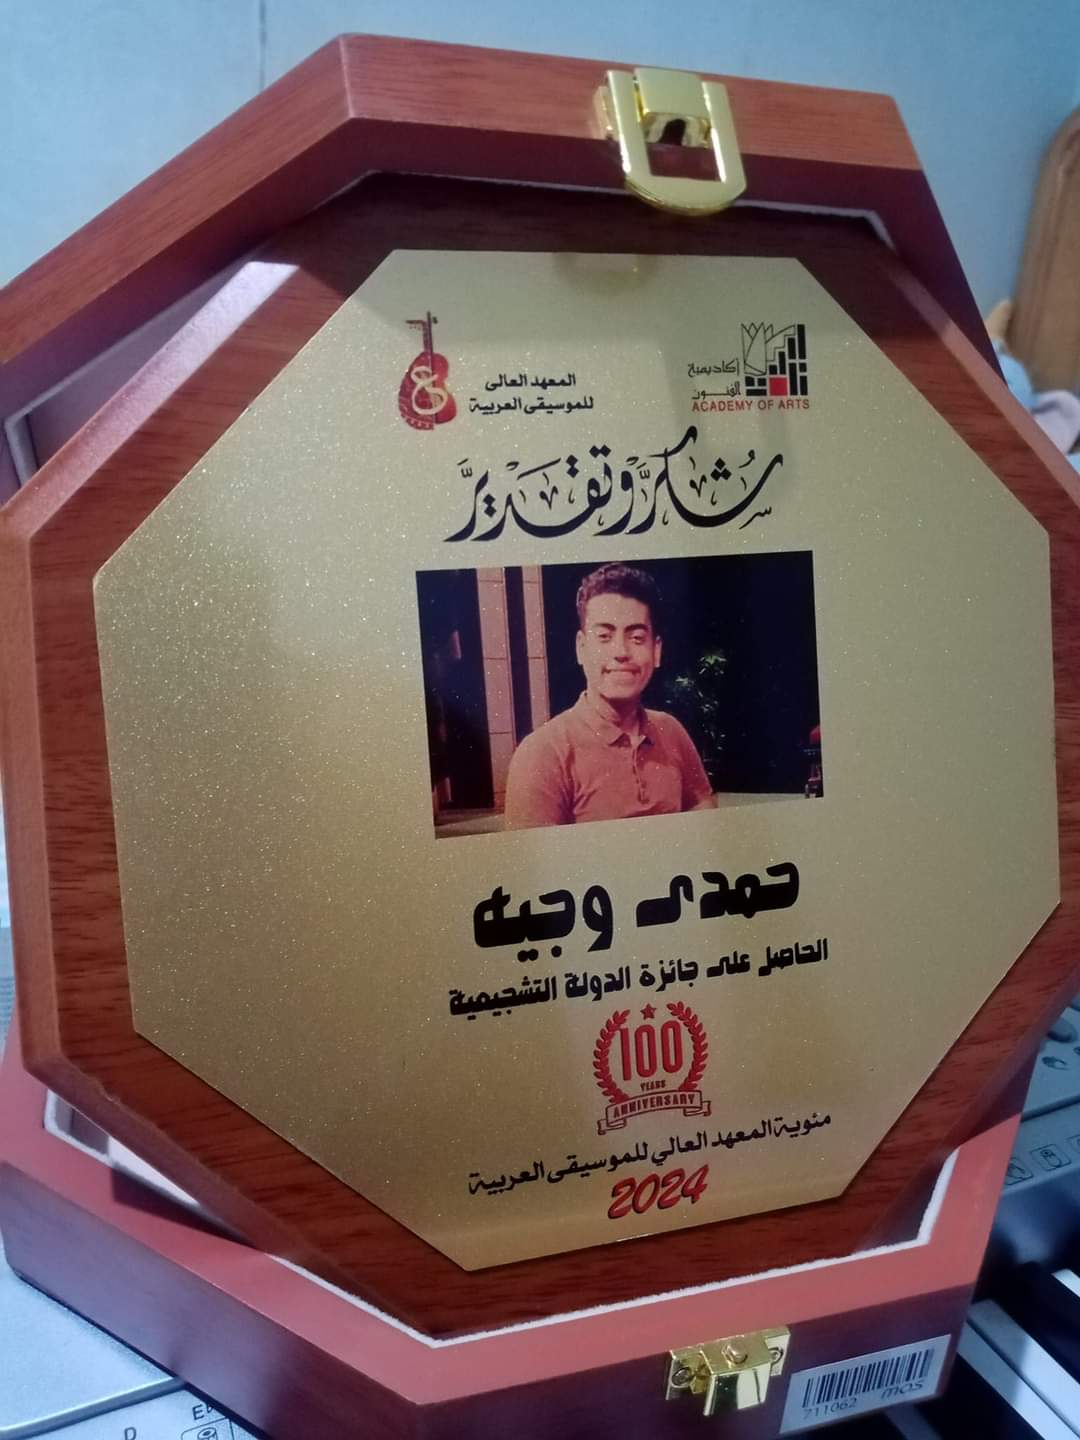 المعهد العالى
للموسيقى العربية
أكاديمية
الفنون
ACADEMY OF ARTS
شكر وتقدير
حمدى وجيه
الحاصل على جائزة الدولة التشجيعية
100
YEARS
ANNIVERSARY
مئوية المعهد العالي للموسيقى العربية
2024
711062 mos
D